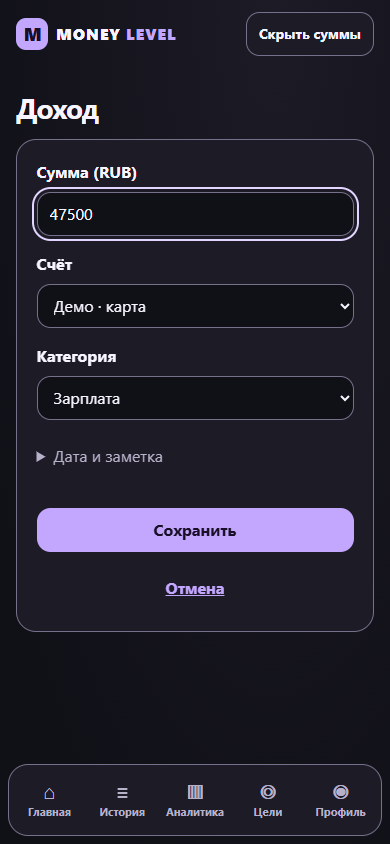 M MONEY LEVEL
Скрыть суммы
Доход
Сумма (RUB)
47500
Счёт
Демо · карта
Категория
Зарплата
Дата и заметка
Сохранить
Отмена
Главная История Аналитика Цели Профиль